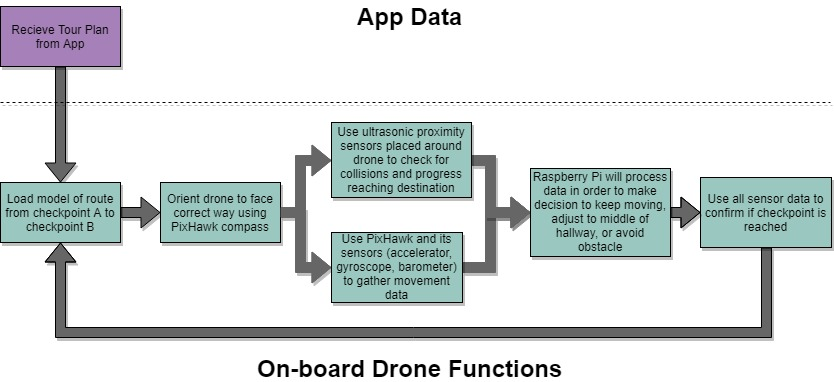 App Data
Recieve Tour Plan
from App
Load model of route
from checkpoint A to
checkpoint B
Orient drone to face
correct way using
PixHawk compass
Use ultrasonic proximity
sensors placed around
drone to check for
collisions and progress
reaching destination
Use PixHawk and its
sensors (accelerator,
gyroscope, barometer)
to gather movement
data
Raspberry Pi will process
data in order to make
decision to keep moving,
adjust to middle of
hallway, or avoid
obstacle
Use all sensor data to
confirm if checkpoint is
reached
On-board Drone Functions